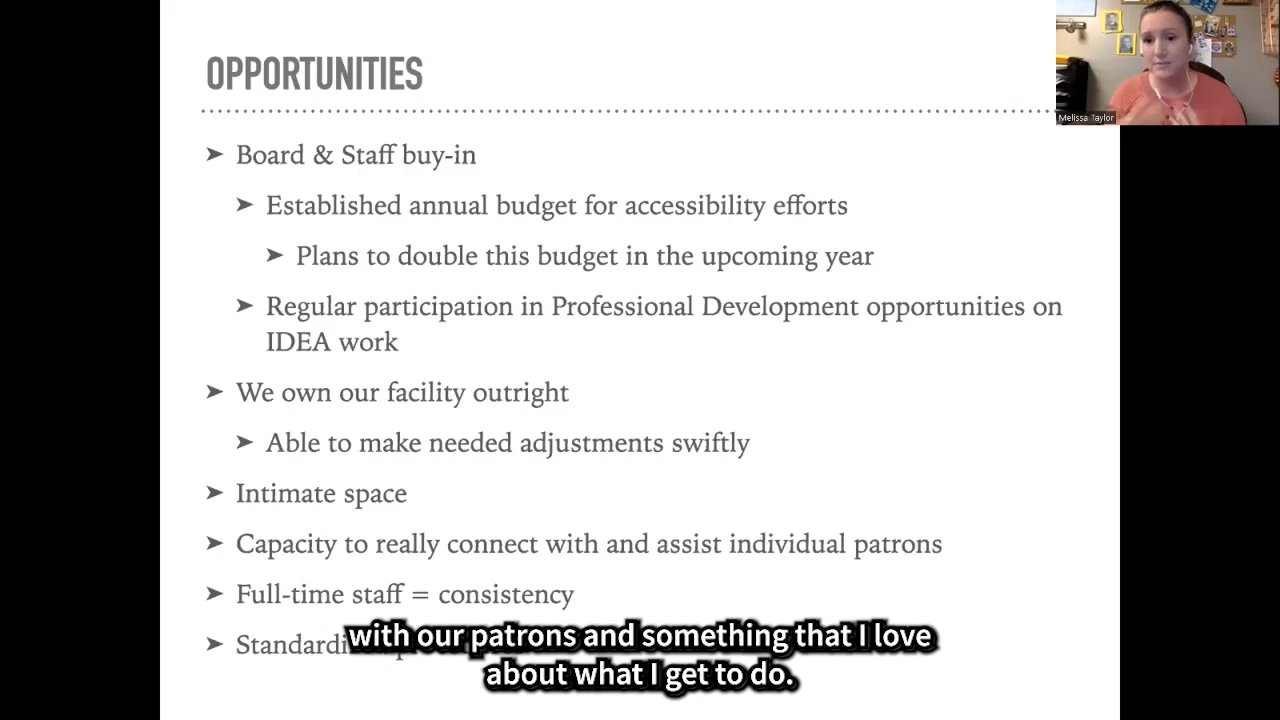 OPPORTUNITIES
Melissa Taylor
➤ Board & Staff buy-in
➤ Established annual budget for accessibility efforts
➤ Plans to double this budget in the upcoming year
➤ Regular participation in Professional Development opportunities on
IDEA work
➤ We own our facility outright
➤ Able to make needed adjustments swiftly
➤ Intimate space
➤ Capacity to really connect with and assist individual patrons
➤ Full-time staff = consistency
with our patrons and something that I love
about what I get to do.